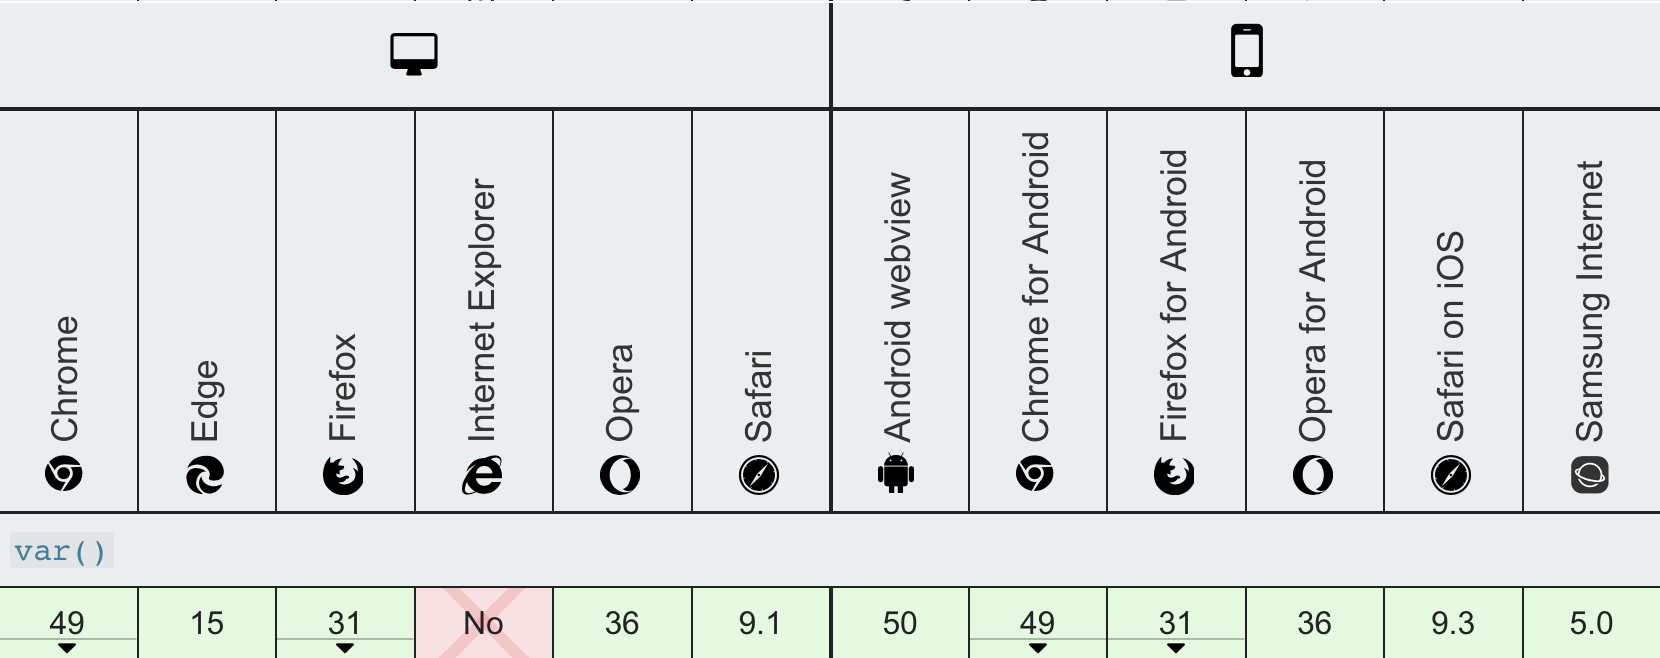 Chrome
Edge
Firefox
Internet Explorer
Opera
Safari
Android webview
Chrome for Android
Firefox for Android
Opera for Android
Safari on iOS
Samsung Internet
var()
49 15 31 No 36 9.1 50 49 31 36 9.3 5.0